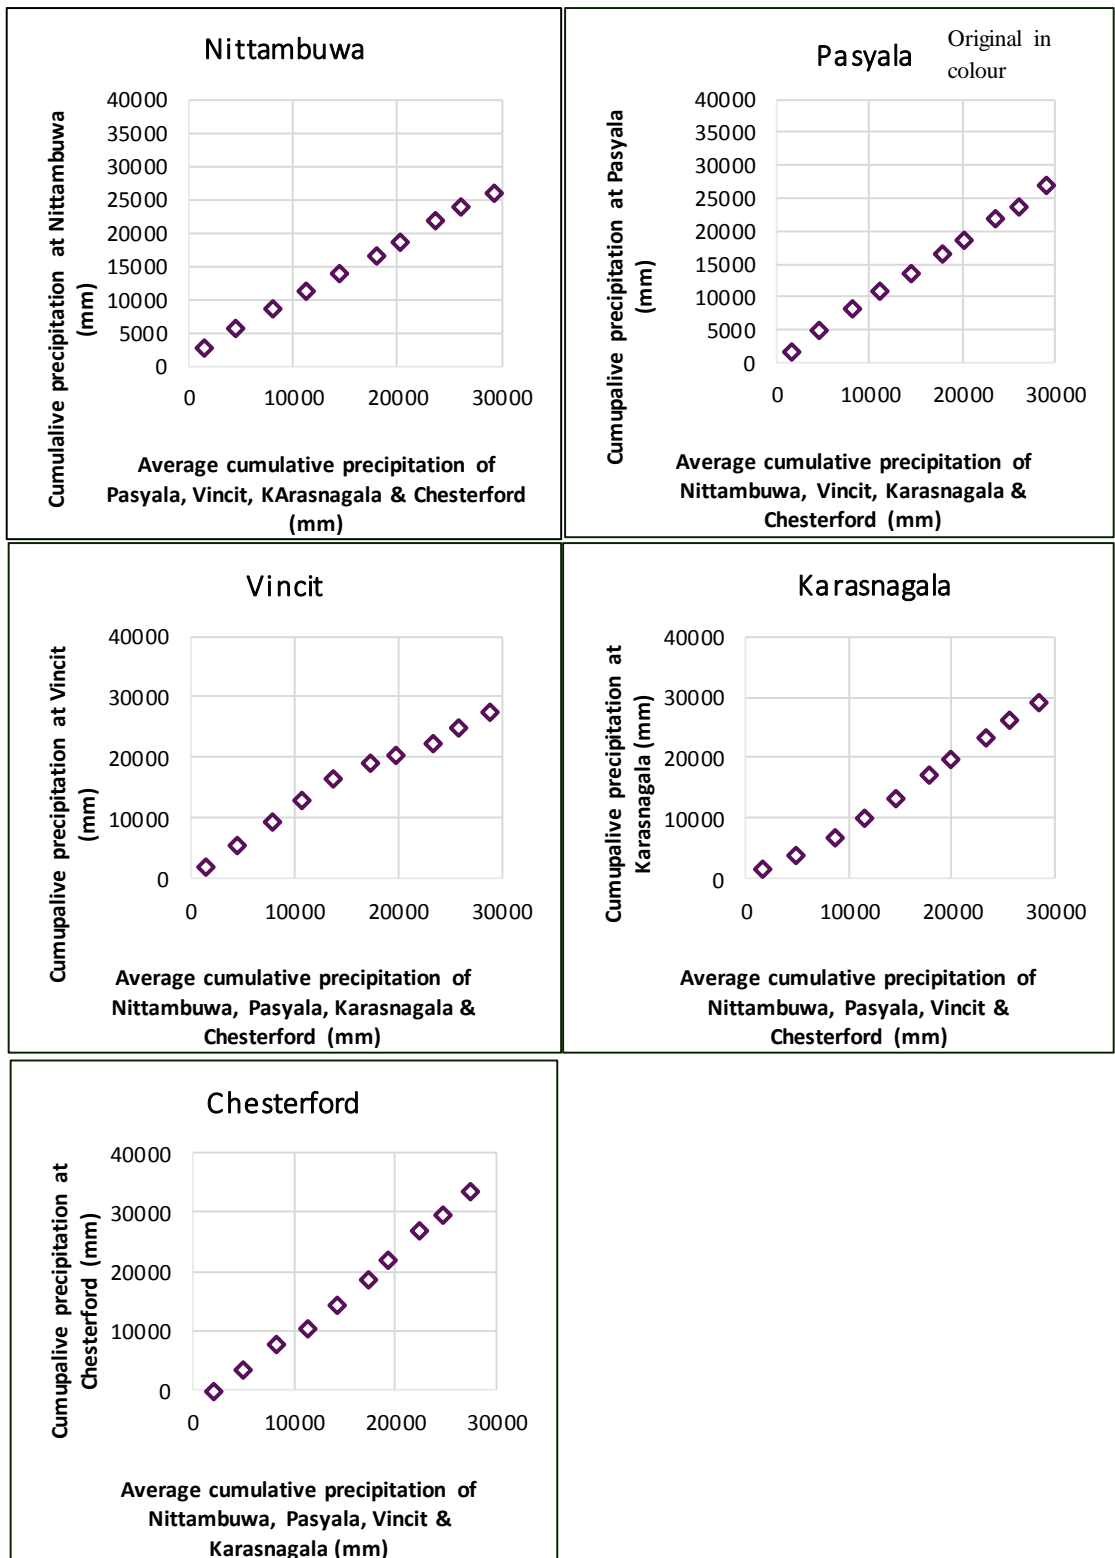 Nittambuwa
Cumulalive precipitation at Nittambuwa
(mm)
40000
35000
30000
25000
20000
15000
10000
5000
0
0 10000 20000 30000
Average cumulative precipitation of
Pasyala, Vincit, KArasnagala & Chesterford
(mm)
Pasyala
Original in
colour
Cumupalive precipitation at Pasyala
(mm)
40000
35000
30000
25000
20000
15000
10000
5000
0
0 10000 20000 30000
Average cumulative precipitation of
Nittambuwa, Vincit, Karasnagala &
Chesterford (mm)
Vincit
Cumupalive precipitation at Vincit
(mm)
40000
30000
20000
10000
0
0 10000 20000 30000
Average cumulative precipitation of
Nittambuwa, Pasyala, Karasnagala &
Chesterford (mm)
Karasnagala
Cumupalive precipitation at
Karasnagala (mm)
40000
30000
20000
10000
0
0 10000 20000 30000
Average cumulative precipitation of
Nittambuwa, Pasyala, Vincit &
Chesterford (mm)
Chesterford
Cumupalive precipitation at
Chesterford (mm)
40000
30000
20000
10000
0
0 10000 20000 30000
Average cumulative precipitation of
Nittambuwa, Pasyala, Vincit &
Karasnagala (mm)